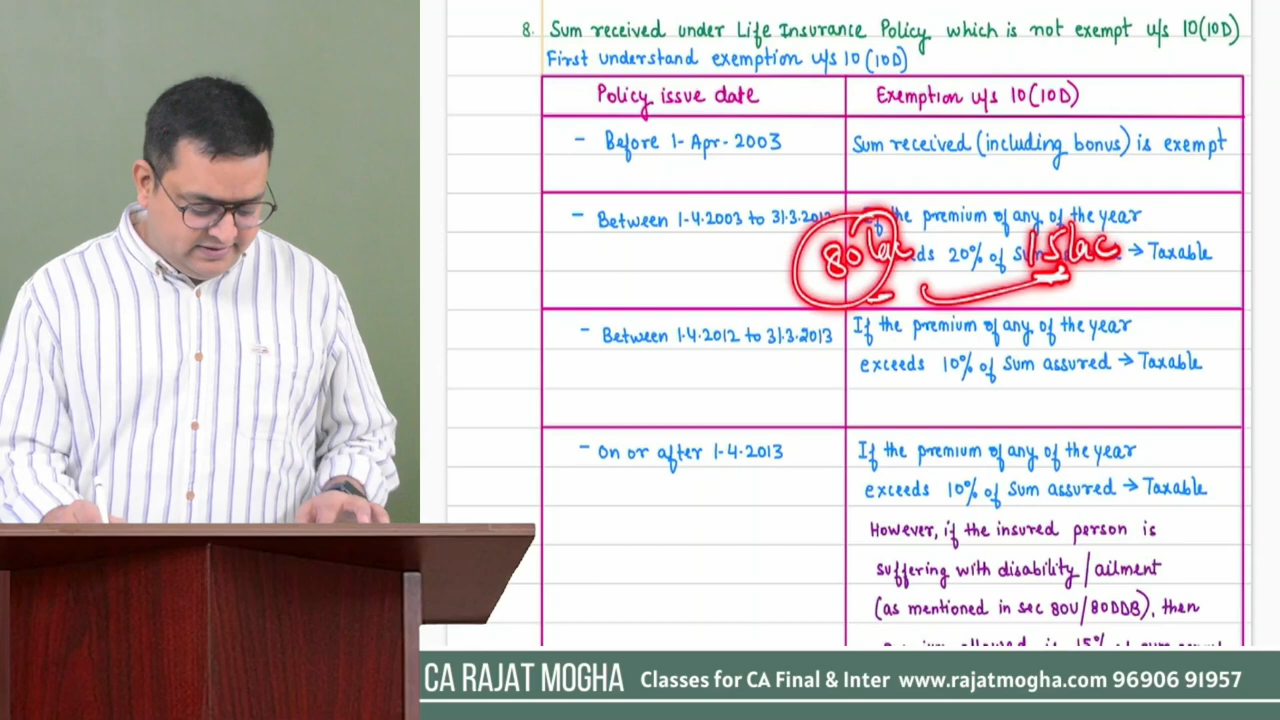 8. Sum received under Life Insurance Policy which is not exempt u/s 10(10D)
First understand exemption u/s 10(10D)
Policy issue date
Exemption u/s 10(10D)
- Before 1-Apr-2003
Sum received (including bonus) is exempt
- Between 1-4-2003 to 31.3.2012
If the premium of any of the year
eds 20% of Sum → Taxable
80 lac
15 lac
- Between 1.4.2012 to 31.3.2013
If the premium of any of the year
exceeds 10% of Sum assured → Taxable
- On or after 1-4-2013
If the premium of any of the year
exceeds 10% of Sum assured → Taxable
However, if the insured person is
suffering with disability/ailment
(as mentioned in sec 80U/80DDB), then
CA RAJAT MOGHA Classes for CA Final & Inter www.rajatmogha.com 96906 91957